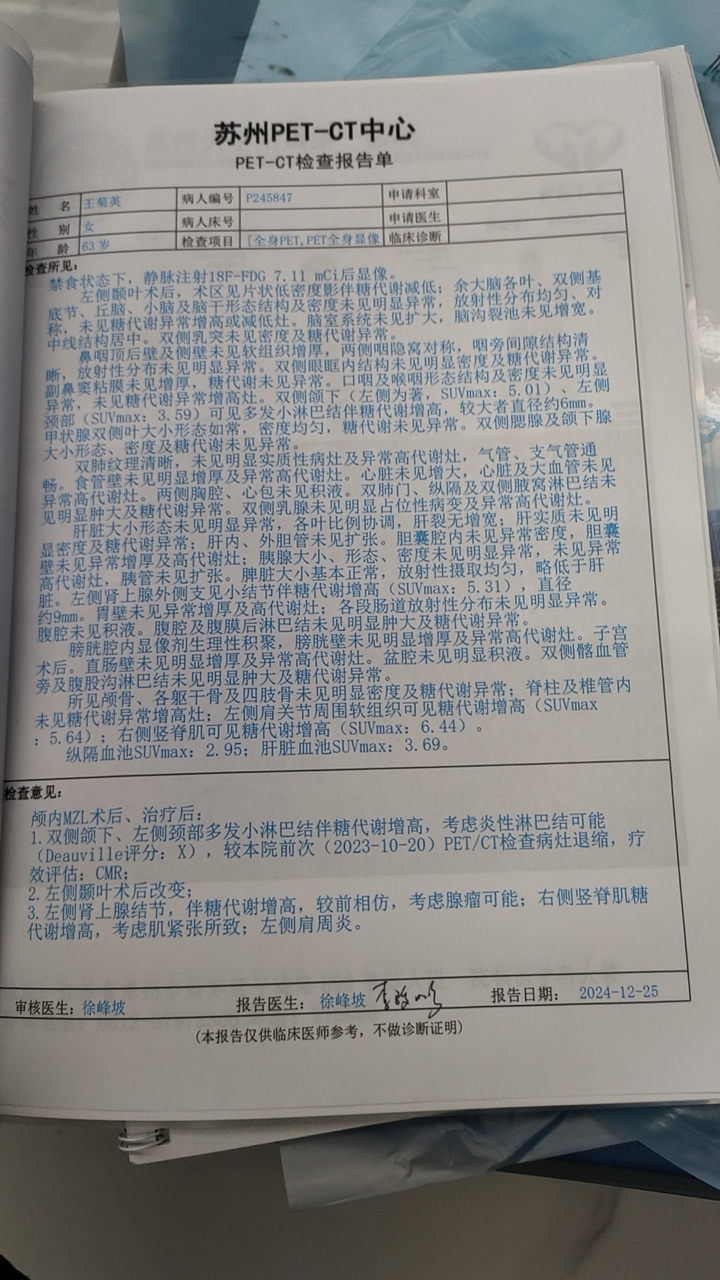 苏州PET-CT中心
PET-CT检查报告单
姓 名 王菊英 病人编号 P245847 申请科室
性 别 女 病人床号 申请医生
年 龄 63 岁 检查项目 [全身PET,PET全身显像 临床诊断
检查所见:
禁食状态下，静脉注射18F-FDG 7.11 mCi后显像。
左侧颞叶术后，术区见片状低密度影伴糖代谢减低；余大脑各叶、双侧基
底节、丘脑、小脑及脑干形态结构及密度未见明显异常，放射性分布均匀、对
称，未见糖代谢异常增高或减低灶。脑室系统未见扩大，脑沟裂池未见增宽。
中线结构居中。双侧乳突未见密度及糖代谢异常。
鼻咽顶后壁及侧壁未见软组织增厚，两侧咽隐窝对称，咽旁间隙结构清
晰，放射性分布未见明显异常。双侧眼眶内结构未见明显密度及糖代谢异常。
副鼻窦粘膜未见增厚，糖代谢未见异常。口咽及喉咽形态结构及密度未见明显
异常，未见糖代谢异常增高灶。双侧颌下（左侧为著，SUVmax：5.01）、左侧
颈部（SUVmax：3.59）可见多发小淋巴结伴糖代谢增高，较大者直径约6mm。
甲状腺双侧叶大小形态如常，密度均匀，糖代谢未见异常。双侧腮腺及颌下腺
大小形态、密度及糖代谢未见异常。
双肺纹理清晰，未见明显实质性病灶及异常高代谢灶，气管、支气管通
畅。食管壁未见明显增厚及异常高代谢灶。心脏未见增大，心脏及大血管未见
异常高代谢灶。两侧胸腔、心包未见积液。双肺门、纵隔及双侧腋窝淋巴结未
见明显肿大及糖代谢异常。双侧乳腺未见明显占位性病变及异常高代谢灶。
肝脏大小形态未见明显异常，各叶比例协调，肝裂无增宽；肝实质未见明
显密度及糖代谢异常；肝内、外胆管未见扩张。胆囊腔内未见异常密度，胆囊
壁未见异常增厚及高代谢灶；胰腺大小、形态、密度未见明显异常，未见异常
高代谢灶，胰管未见扩张。脾脏大小基本正常，放射性摄取均匀，略低于肝
脏。左侧肾上腺外侧支见小结节伴糖代谢增高（SUVmax：5.31），直径
约9mm。胃壁未见异常增厚及高代谢灶；各段肠道放射性分布未见明显异常。
腹腔未见积液。腹腔及腹膜后淋巴结未见明显肿大及糖代谢异常。
膀胱腔内显像剂生理性积聚，膀胱壁未见明显增厚及异常高代谢灶。子宫
术后。直肠壁未见明显增厚及异常高代谢灶。盆腔未见明显积液。双侧髂血管
旁及腹股沟淋巴结未见明显肿大及糖代谢异常。
所见颅骨、各躯干骨及四肢骨未见明显密度及糖代谢异常；脊柱及椎管内
未见糖代谢异常增高灶；左侧肩关节周围软组织可见糖代谢增高（SUVmax
：5.64）；右侧竖脊肌可见糖代谢增高（SUVmax：6.44）。
纵隔血池SUVmax：2.95；肝脏血池SUVmax：3.69。
检查意见:
颅内MZL术后、治疗后：
1.双侧颌下、左侧颈部多发小淋巴结伴糖代谢增高，考虑炎性淋巴结可能
（Deauville评分：X），较本院前次（2023-10-20）PET/CT检查病灶退缩，疗
效评估：CMR；
2.左侧颞叶术后改变；
3.左侧肾上腺结节，伴糖代谢增高，较前相仿，考虑腺瘤可能；右侧竖脊肌糖
代谢增高，考虑肌紧张所致；左侧肩周炎。
审核医生: 徐峰坡 报告医生: 徐峰坡 报告日期: 2024-12-25
(本报告仅供临床医师参考，不做诊断证明)